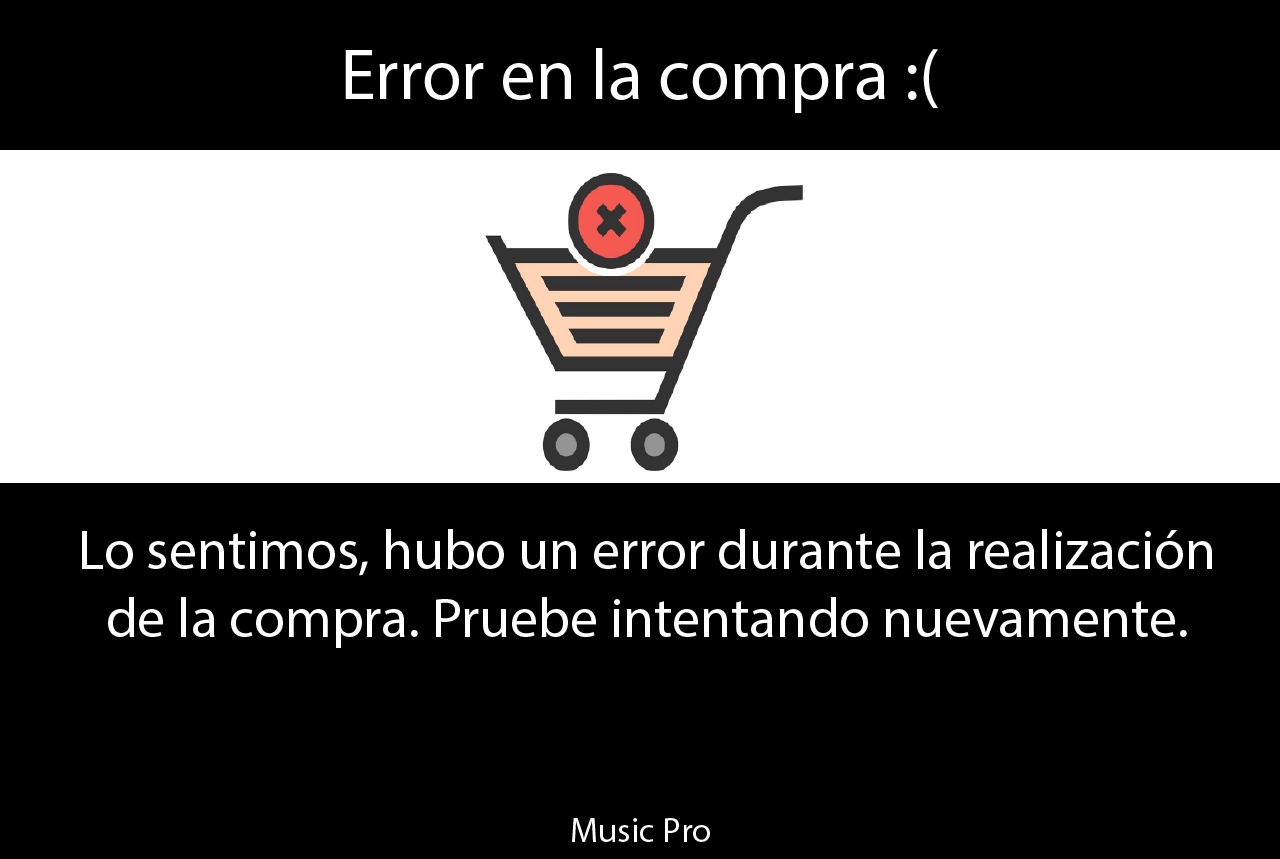 Error en la compra :(
Lo sentimos, hubo un error durante la realización
de la compra. Pruebe intentando nuevamente.
Music Pro